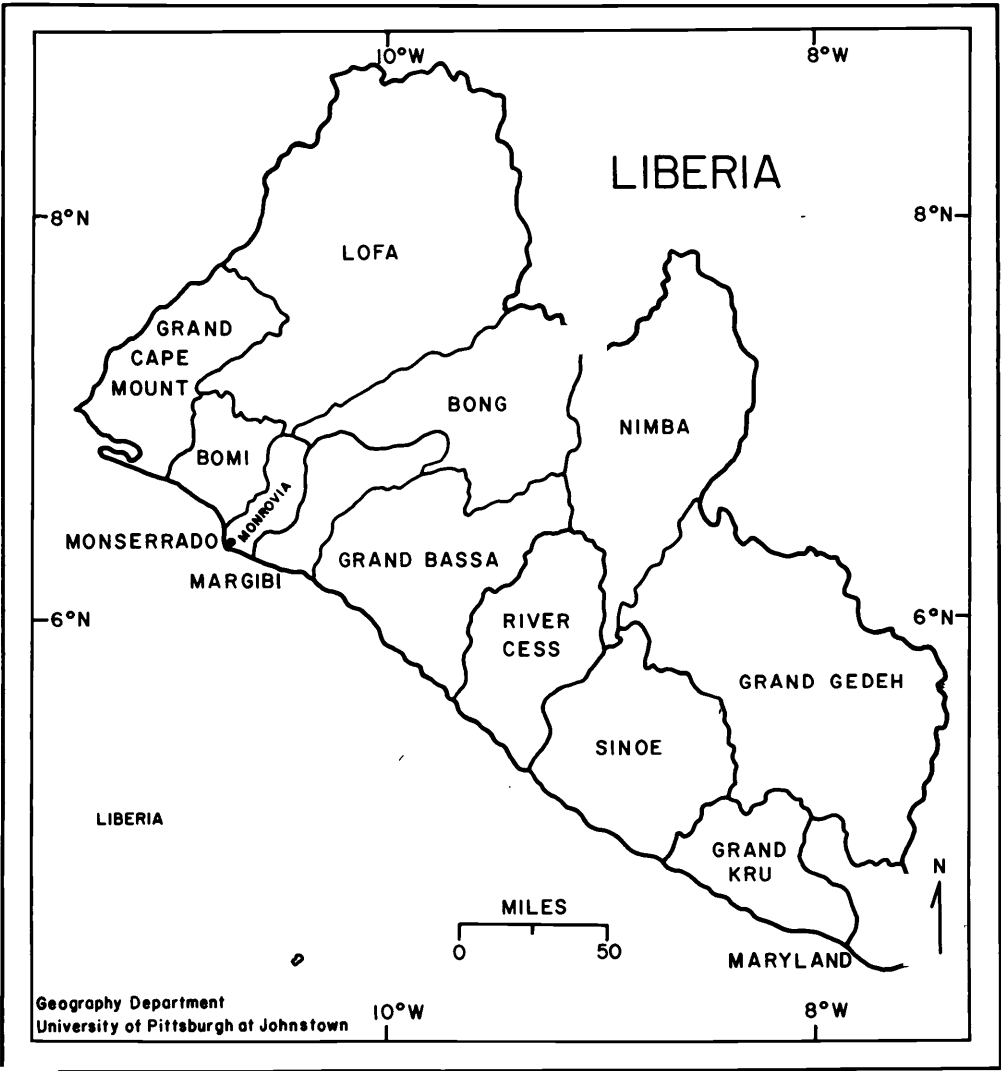 10°W
8°W
LIBERIA
8°N
8°N
LOFA
GRAND
CAPE
MOUNT
BONG
NIMBA
BOMI
MONROVIA
MONSERRADO
GRAND BASSA
MARGIBI
6°N
RIVER
CESS
6°N
GRAND GEDEH
SINOE
LIBERIA
GRAND
KRU
N
MILES
0
50
MARYLAND
Geography Department
University of Pittsburgh at Johnstown
10°W
8°W